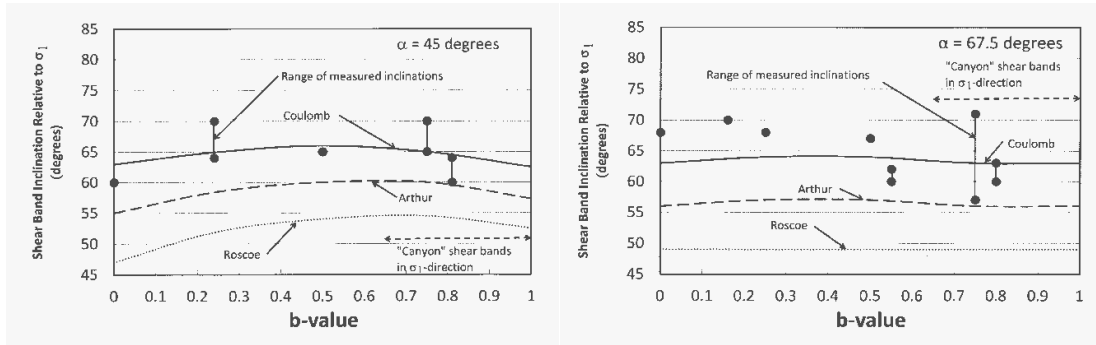 85
80
75
70
65
60
55
50
45
Shear Band Inclination Relative to σ1
(degrees)
α = 45 degrees
Range of measured inclinations
Coulomb
Arthur
Roscoe
"Canyon" shear bands
in σ1-direction
0 0.1 0.2 0.3 0.4 0.5 0.6 0.7 0.8 0.9 1
b-value
85
80
75
70
65
60
55
50
45
Shear Band Inclination Relative to σ1
(degrees)
α = 67.5 degrees
"Canyon" shear bands
in σ1-direction
Range of measured inclinations
Coulomb
Arthur
Roscoe
0 0.1 0.2 0.3 0.4 0.5 0.6 0.7 0.8 0.9 1
b-value